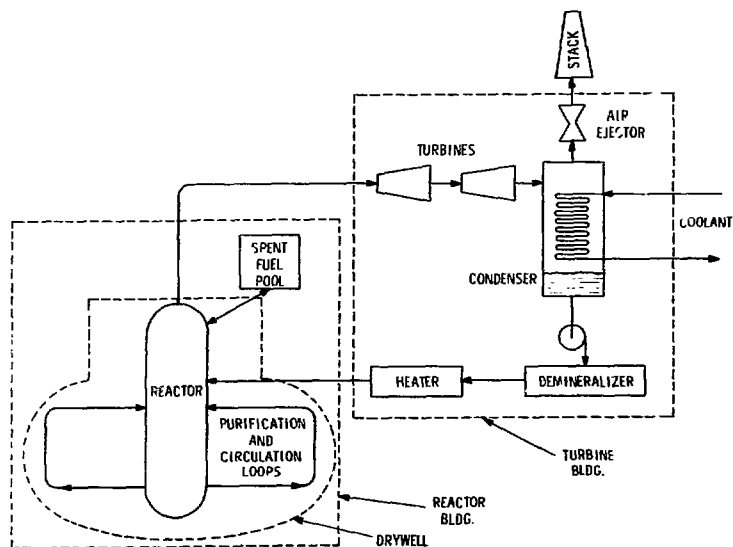 STACK
AIR
EJECTOR
TURBINES
COOLANT
SPENT
FUEL
POOL
CONDENSER
REACTOR
HEATER
DEMINERALIZER
PURIFICATION
AND
CIRCULATION
LOOPS
TURBINE
BLDG.
REACTOR
BLDG.
DRYWELL